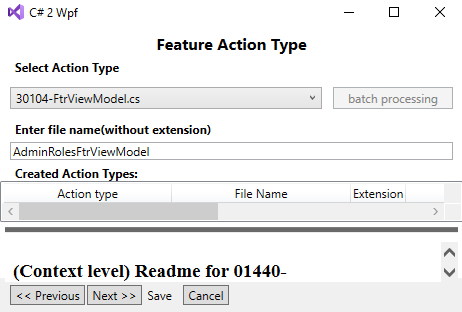 C# 2 Wpf
Feature Action Type
Select Action Type
30104-FtrViewModel.cs
batch processing
Enter file name(without extension)
AdminRolesFtrViewModel
Created Action Types:
Action type File Name Extension
(Context level) Readme for 01440-
<< Previous Next >> Save Cancel